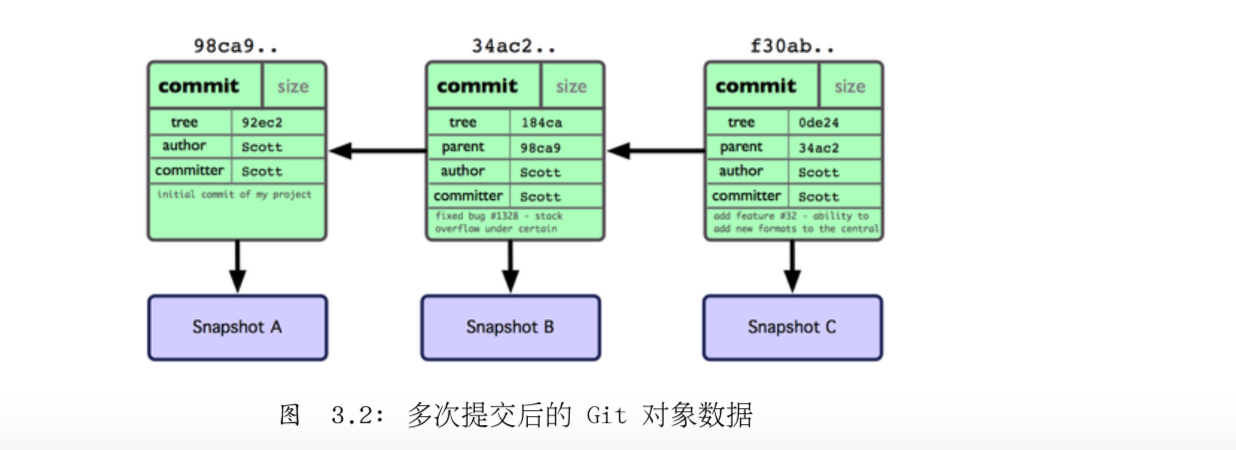 98ca9..
commit size
tree 92ec2
author Scott
committer Scott
initial commit of my project
34ac2..
commit size
tree 184ca
parent 98ca9
author Scott
committer Scott
fixed bug #1328 - stack
overflow under certain
f30ab..
commit size
tree 0de24
parent 34ac2
author Scott
committer Scott
add feature #32 - ability to
add new formats to the central
Snapshot A
Snapshot B
Snapshot C
图 3.2: 多次提交后的 Git 对象数据